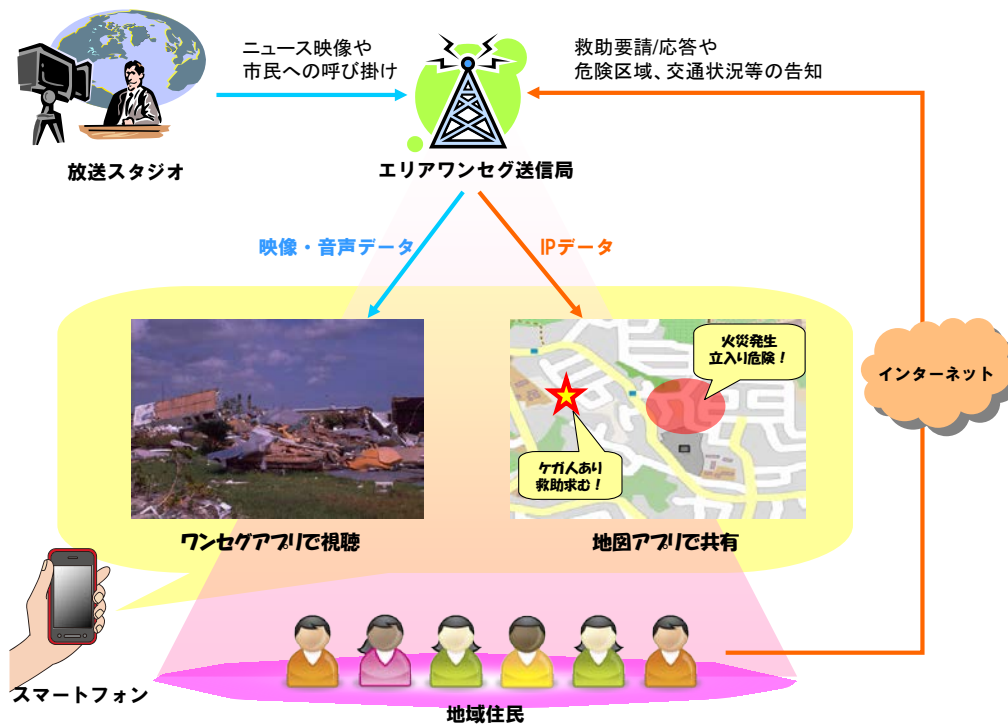 ニュース映像や
市民への呼び掛け
救助要請/応答や
危険区域、交通状況等の告知
放送スタジオ
エリアワンセグ送信局
映像・音声データ
IPデータ
火災発生
立入り危険!
インターネット
ケガ人あり
救助求む!
ワンセグアプリで視聴
地図アプリで共有
スマートフォン
地域住民